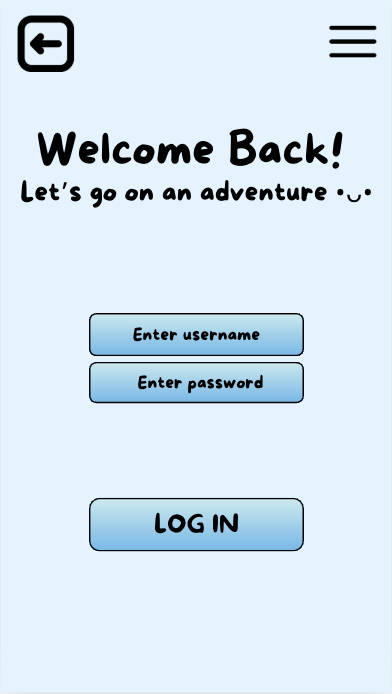 Welcome Back!
Let's go on an adventure •◡•
Enter username
Enter password
LOG IN